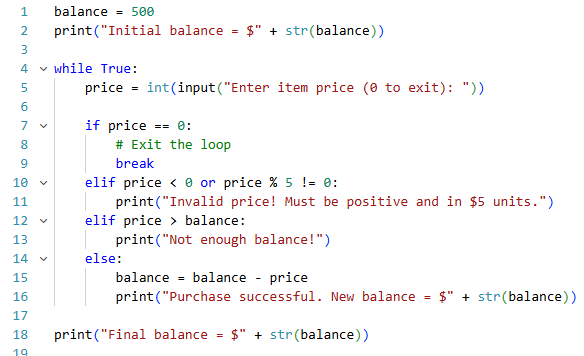 1 balance = 500
2 print("Initial balance = $" + str(balance))
3
4 while True:
5     price = int(input("Enter item price (0 to exit): "))
6
7     if price == 0:
8         # Exit the loop
9         break
10     elif price < 0 or price % 5 != 0:
11         print("Invalid price! Must be positive and in $5 units.")
12     elif price > balance:
13         print("Not enough balance!")
14     else:
15         balance = balance - price
16         print("Purchase successful. New balance = $" + str(balance))
17
18 print("Final balance = $" + str(balance))
19